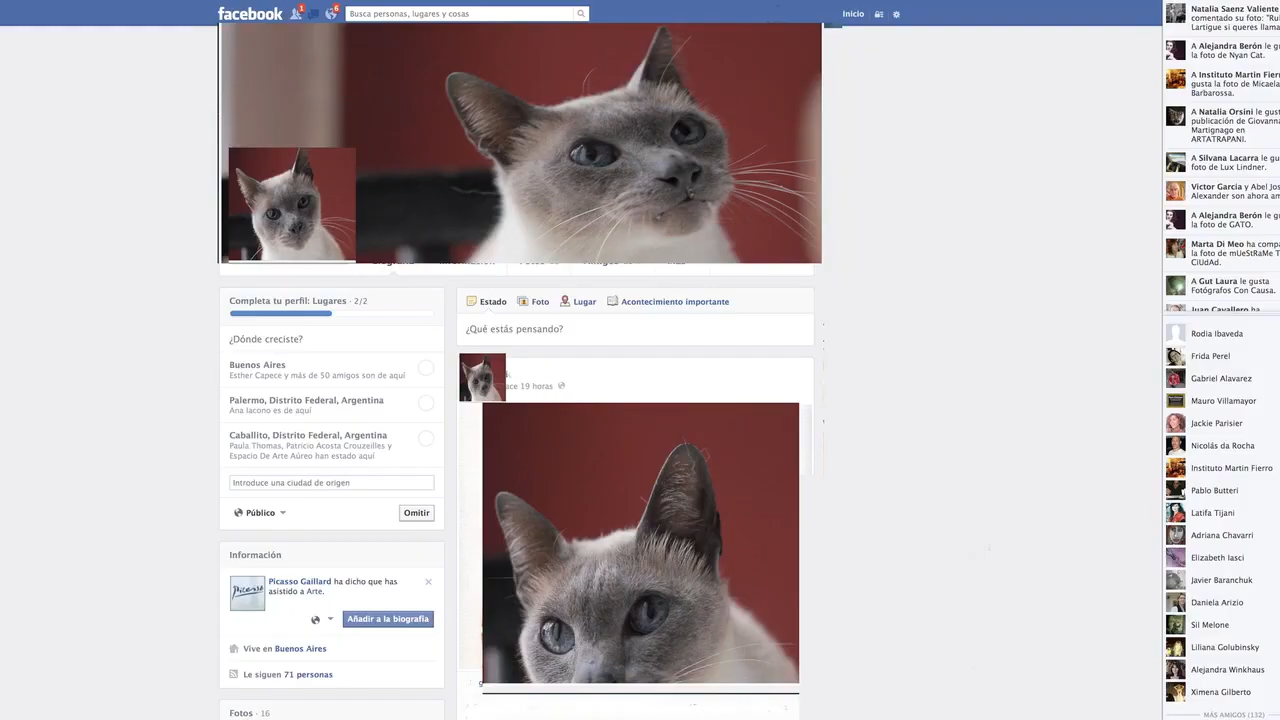 facebook
1
6
Busca personas, lugares y cosas
Inicio
Completa tu perfil: Lugares · 2/2
¿Dónde creciste?
Buenos Aires
Esther Capece y más de 50 amigos son de aquí
Palermo, Distrito Federal, Argentina
Ana Iacono es de aquí
Caballito, Distrito Federal, Argentina
Paula Thomas, Patricio Acosta Crouzeilles y
Espacio De Arte Aúreo han estado aquí
Introduce una ciudad de origen
Público
Omitir
Información
Picasso
Picasso Gaillard ha dicho que has
asistido a Arte.
Añadir a la biografía
Vive en Buenos Aires
Le siguen 71 personas
Fotos · 16
Estado
Foto
Lugar
Acontecimiento importante
¿Qué estás pensando?
ace 19 horas
Natalia Saenz Valiente
comentado su foto: "Rul
Lartigue si queres llama
A Alejandra Berón le gu
la foto de Nyan Cat.
A Instituto Martin Fierr
gusta la foto de Micaela
Barbarossa.
A Natalia Orsini le gust
publicación de Giovanna
Martignago en
ARTATRAPANI.
A Silvana Lacarra le gu
foto de Lux Lindner.
Victor Garcia y Abel Jos
Alexander son ahora am
A Alejandra Berón le gu
la foto de GATO.
Marta Di Meo ha comp
la foto de mUEStRaMe T
CiUdAd.
A Gut Laura le gusta
Fotógrafos Con Causa.
Juan Cavallero ha
Rodia Ibaveda
Frida Perel
Gabriel Alavarez
Mauro Villamayor
Jackie Parisier
Nicolás da Rocha
Instituto Martin Fierro
Pablo Butteri
Latifa Tijani
Adriana Chavarri
Elizabeth Iasci
Javier Baranchuk
Daniela Arizio
Sil Melone
Liliana Golubinsky
Alejandra Winkhaus
Ximena Gilberto
MÁS AMIGOS (132)